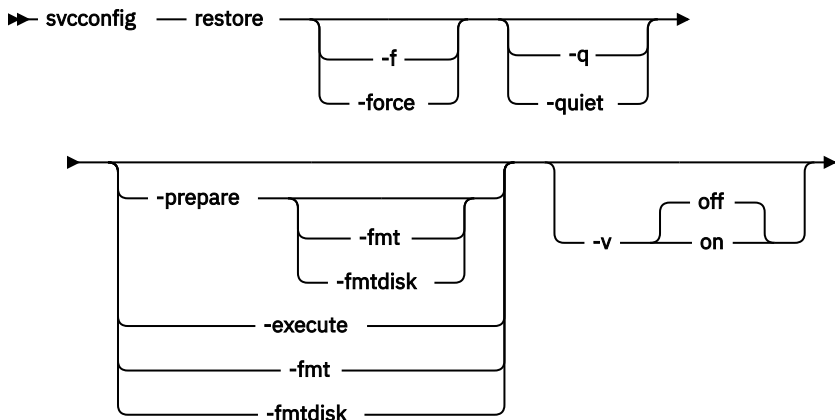 svcconfig restore
-f -q
-force -quiet
-prepare off
-fmt -v on
-fmtdisk
-execute
-fmt
-fmtdisk